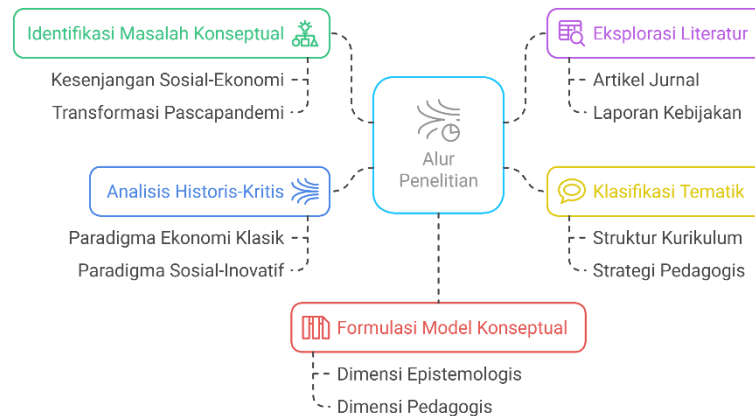 Identifikasi Masalah Konseptual
Kesenjangan Sosial-Ekonomi
Transformasi Pascapandemi
Eksplorasi Literatur
Artikel Jurnal
Laporan Kebijakan
Alur
Penelitian
Analisis Historis-Kritis
Paradigma Ekonomi Klasik
Paradigma Sosial-Inovatif
Klasifikasi Tematik
Struktur Kurikulum
Strategi Pedagogis
Formulasi Model Konseptual
Dimensi Epistemologis
Dimensi Pedagogis